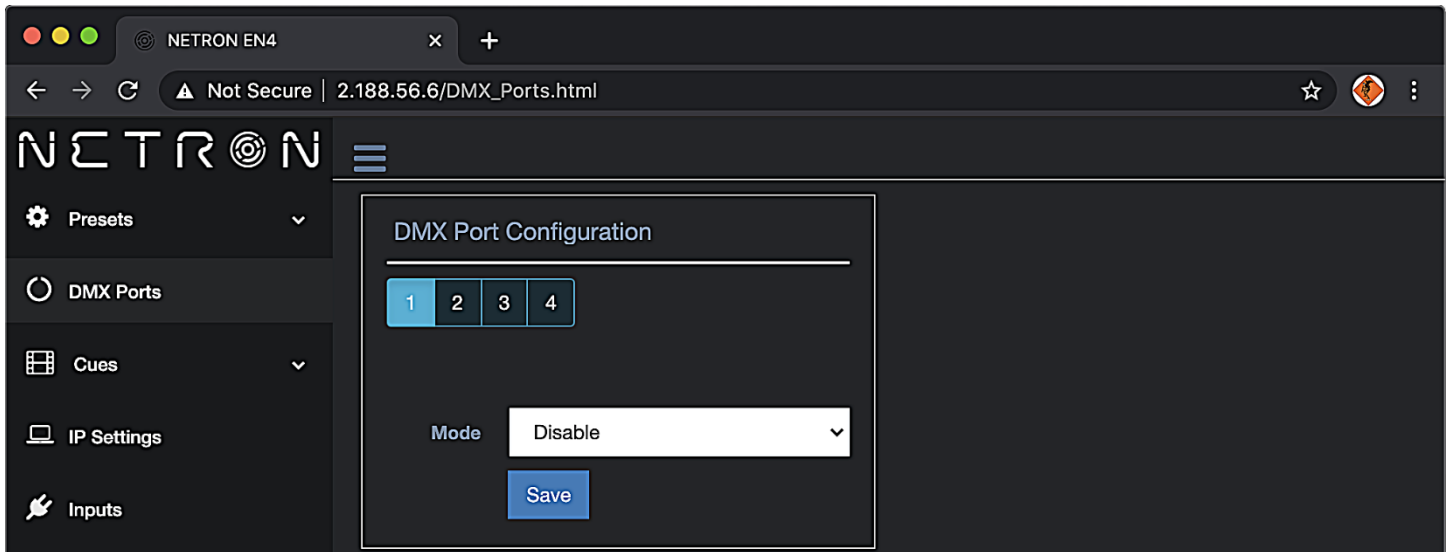 NETRON EN4
Not Secure | 2.188.56.6/DMX_Ports.html
NETRON
Presets
DMX Port Configuration
DMX Ports
1 2 3 4
Cues
IP Settings
Mode Disable
Save
Inputs